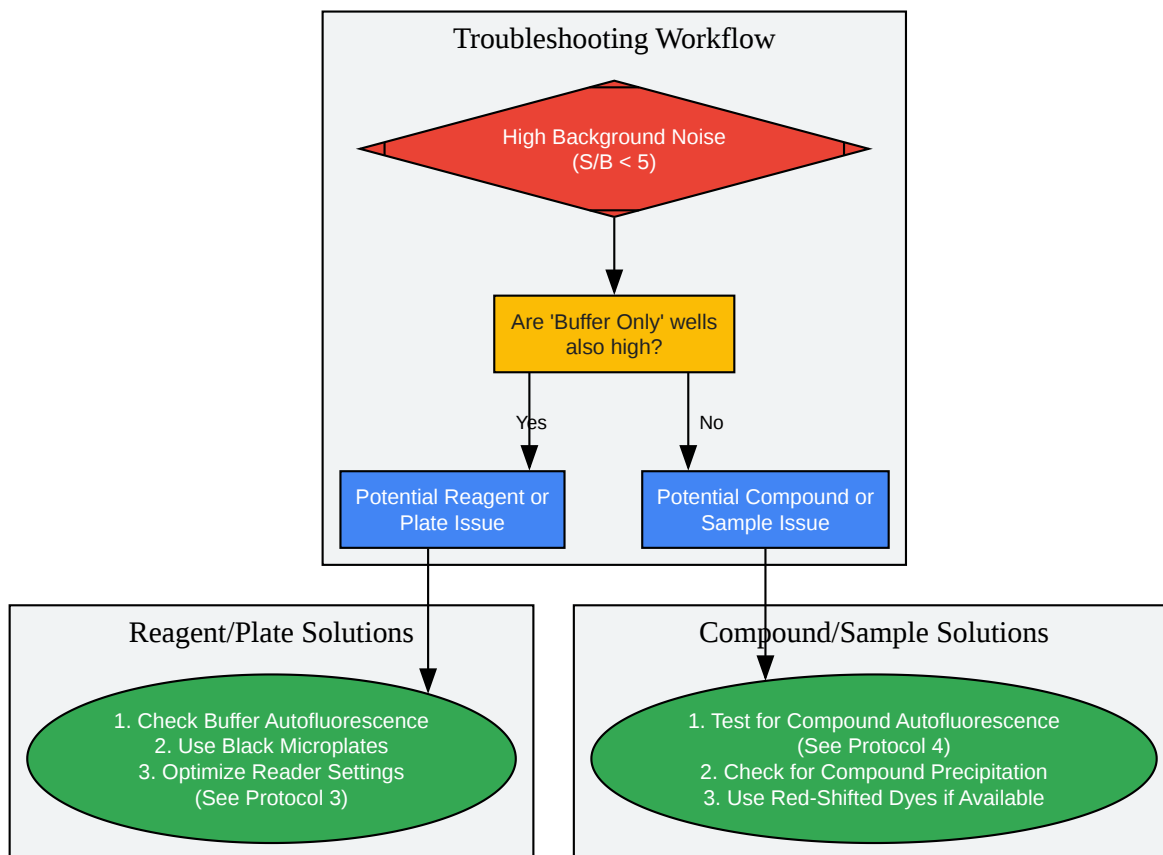 Troubleshooting Workflow
High Background Noise
(S/B < 5)
Are 'Buffer Only' wells
also high?
Yes
No
Potential Reagent or
Plate Issue
Potential Compound or
Sample Issue
Reagent/Plate Solutions
1. Check Buffer Autofluorescence
2. Use Black Microplates
3. Optimize Reader Settings
(See Protocol 3)
Compound/Sample Solutions
1. Test for Compound Autofluorescence
(See Protocol 4)
2. Check for Compound Precipitation
3. Use Red-Shifted Dyes if Available